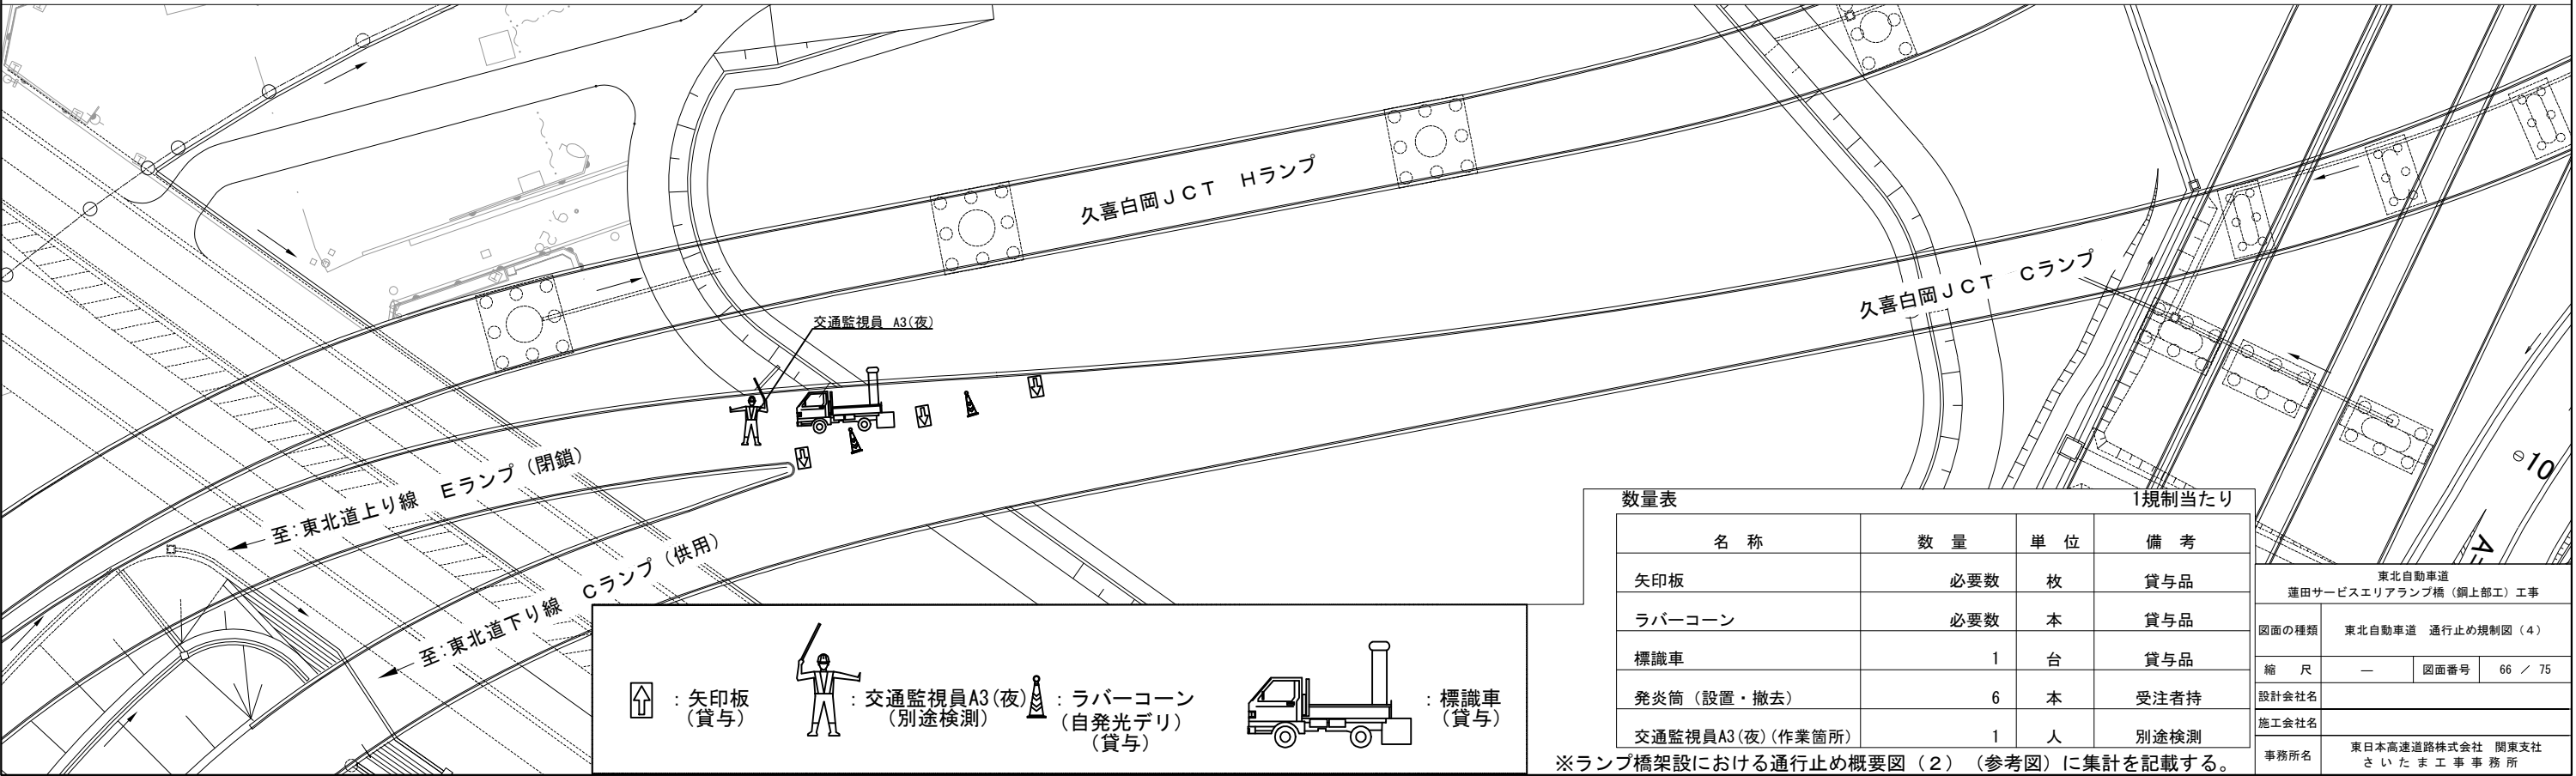 久喜白岡JCT　Hランプ
久喜白岡JCT　Cランプ
交通監視員 A3(夜)
至:東北道上り線　Eランプ（閉鎖）
至:東北道下り線　Cランプ（供用）
10
A=
：矢印板
（貸与）
：交通監視員A3(夜)
（別途検測）
：ラバーコーン
（自発光デリ）
（貸与）
：標識車
（貸与）
数量表　1規制当たり
名　称　数　量　単　位　備　考
矢印板　必要数　枚　貸与品
ラバーコーン　必要数　本　貸与品
標識車　1　台　貸与品
発炎筒（設置・撤去）　6　本　受注者持
交通監視員A3(夜)(作業箇所)　1　人　別途検測
※ランプ橋架設における通行止め概要図（２）（参考図）に集計を記載する。
東北自動車道
蓮田サービスエリアランプ橋（鋼上部工）工事
図面の種類　東北自動車道　通行止め規制図（４）
縮　尺　―　図面番号　66 ／ 75
設計会社名
施工会社名
事務所名　東日本高速道路株式会社　関東支社
さいたま工事事務所